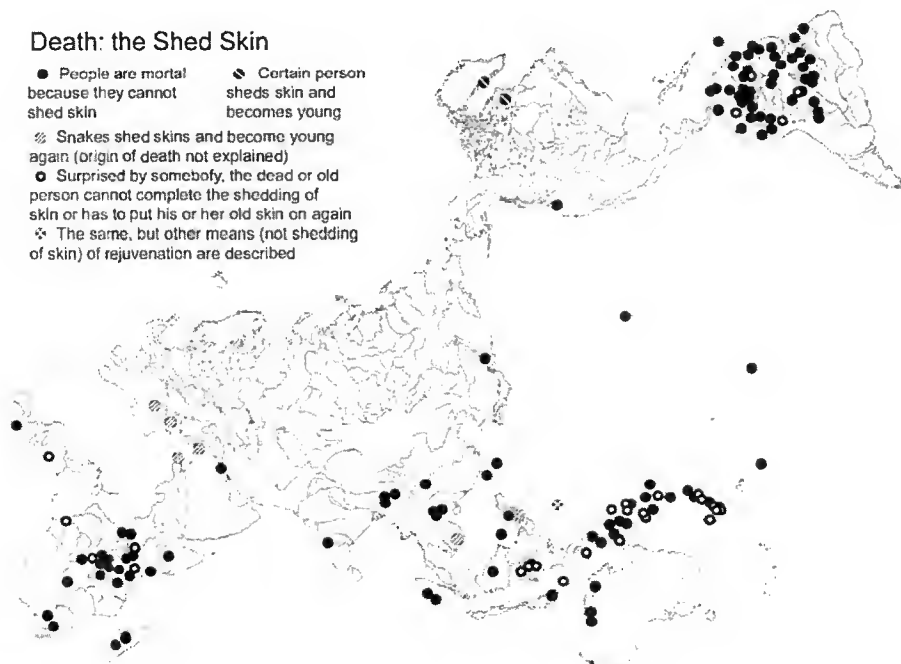 Death: the Shed Skin
People are mortal
because they cannot
shed skin
Certain person
sheds skin and
becomes young
Snakes shed skins and become young
again (origin of death not explained)
Surprised by somebofy, the dead or old
person cannot complete the shedding of
skin or has to put his or her old skin on again
The same, but other means (not shedding
of skin) of rejuvenation are described